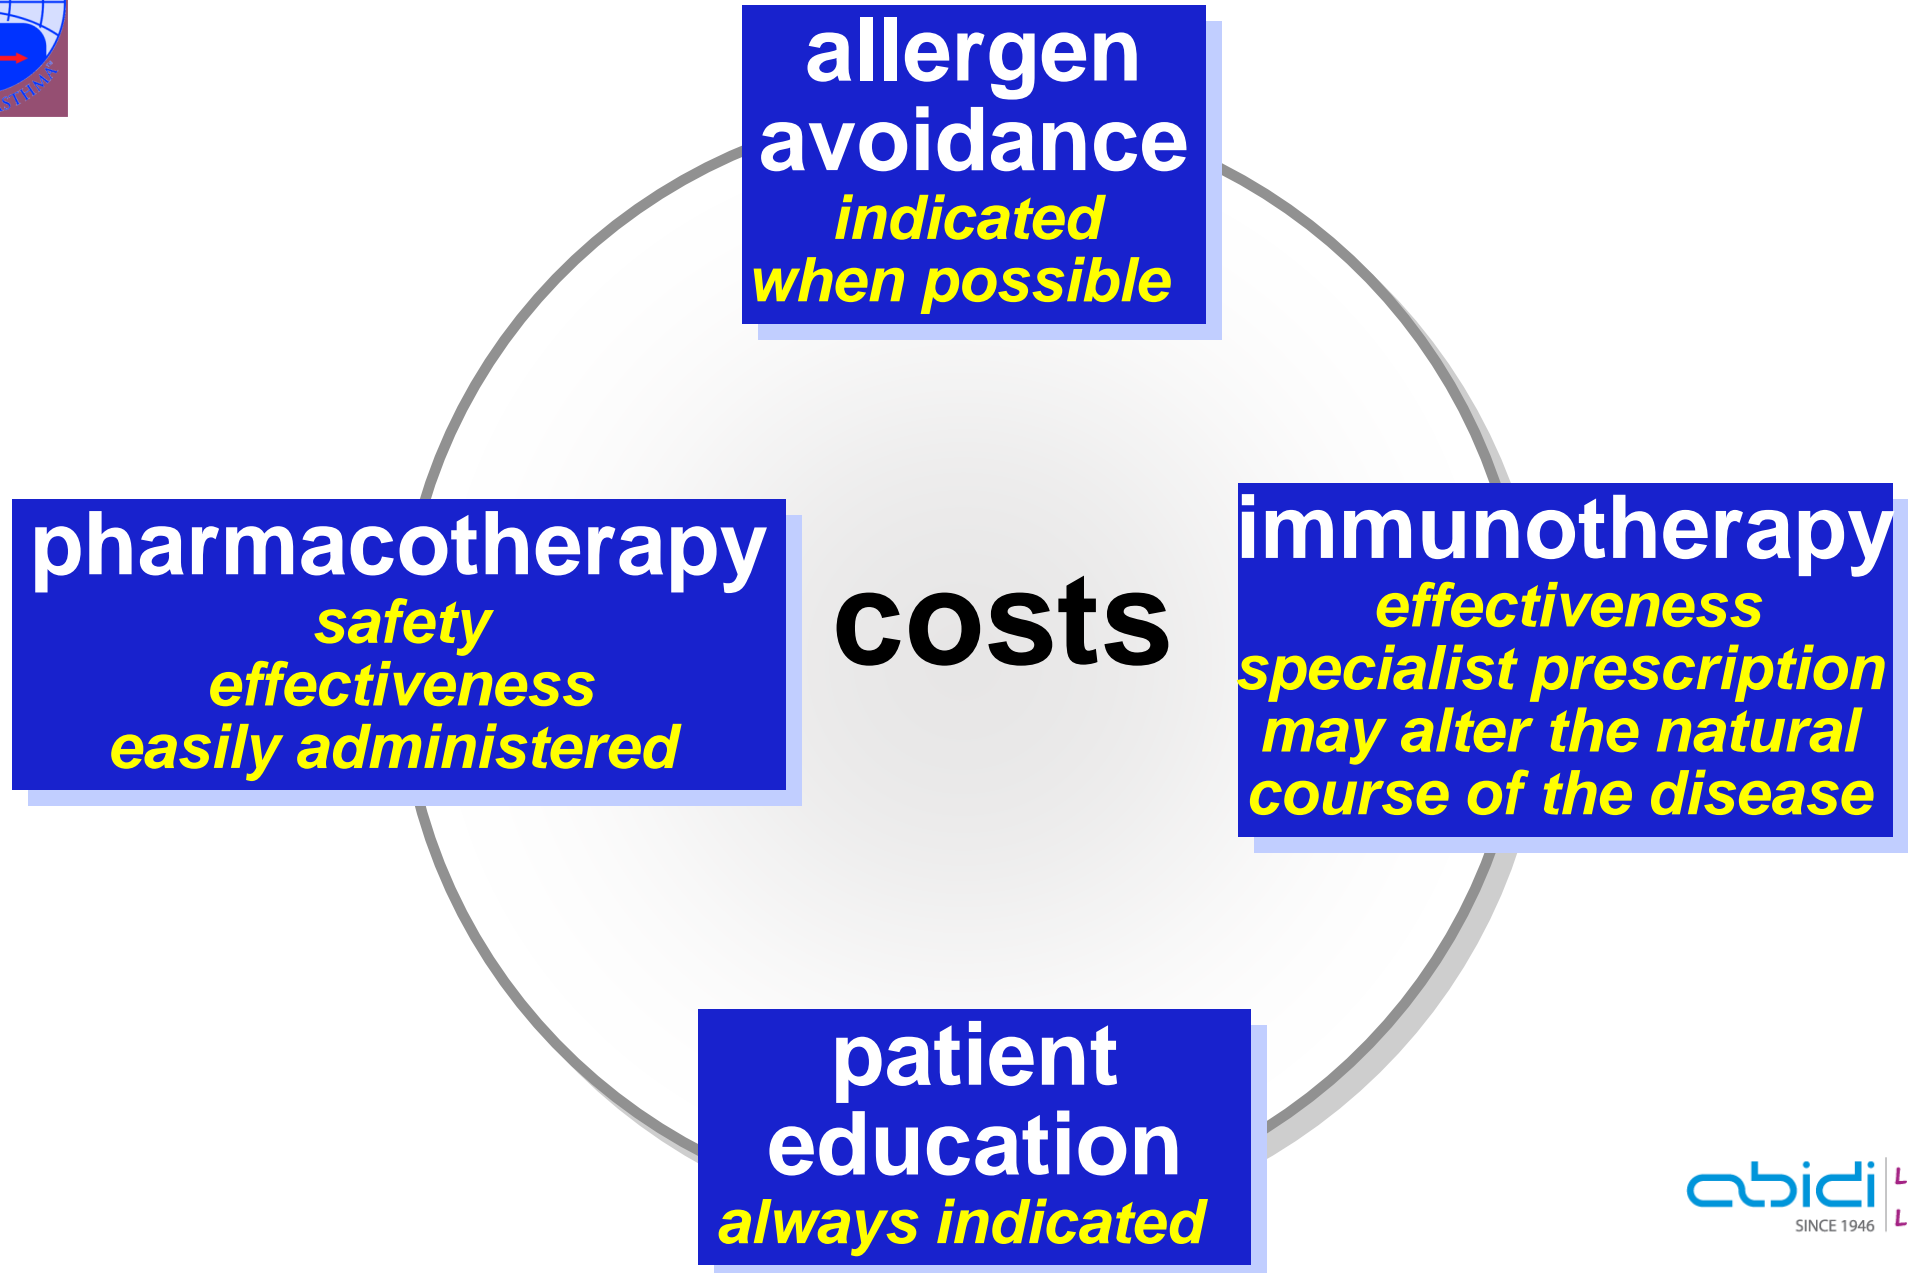 allergen
avoidance
indicated
when possible
pharmacotherapy
safety
effectiveness
easily administered
costs
immunotherapy
effectiveness
specialist prescription
may alter the natural
course of the disease
patient
education
always indicated
abidi
SINCE 1946
L
L